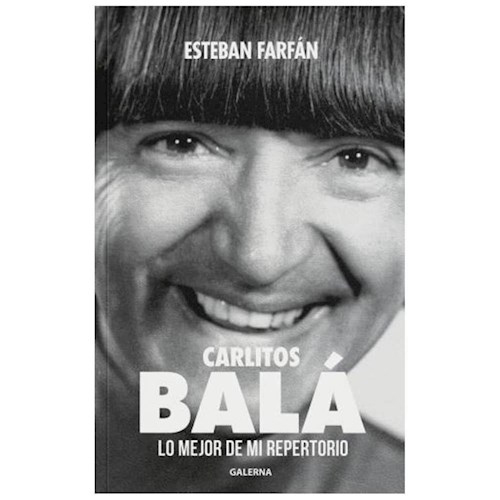 ESTEBAN FARFÁN
CARLITOS
BALÁ
LO MEJOR DE MI REPERTORIO
GALERNA